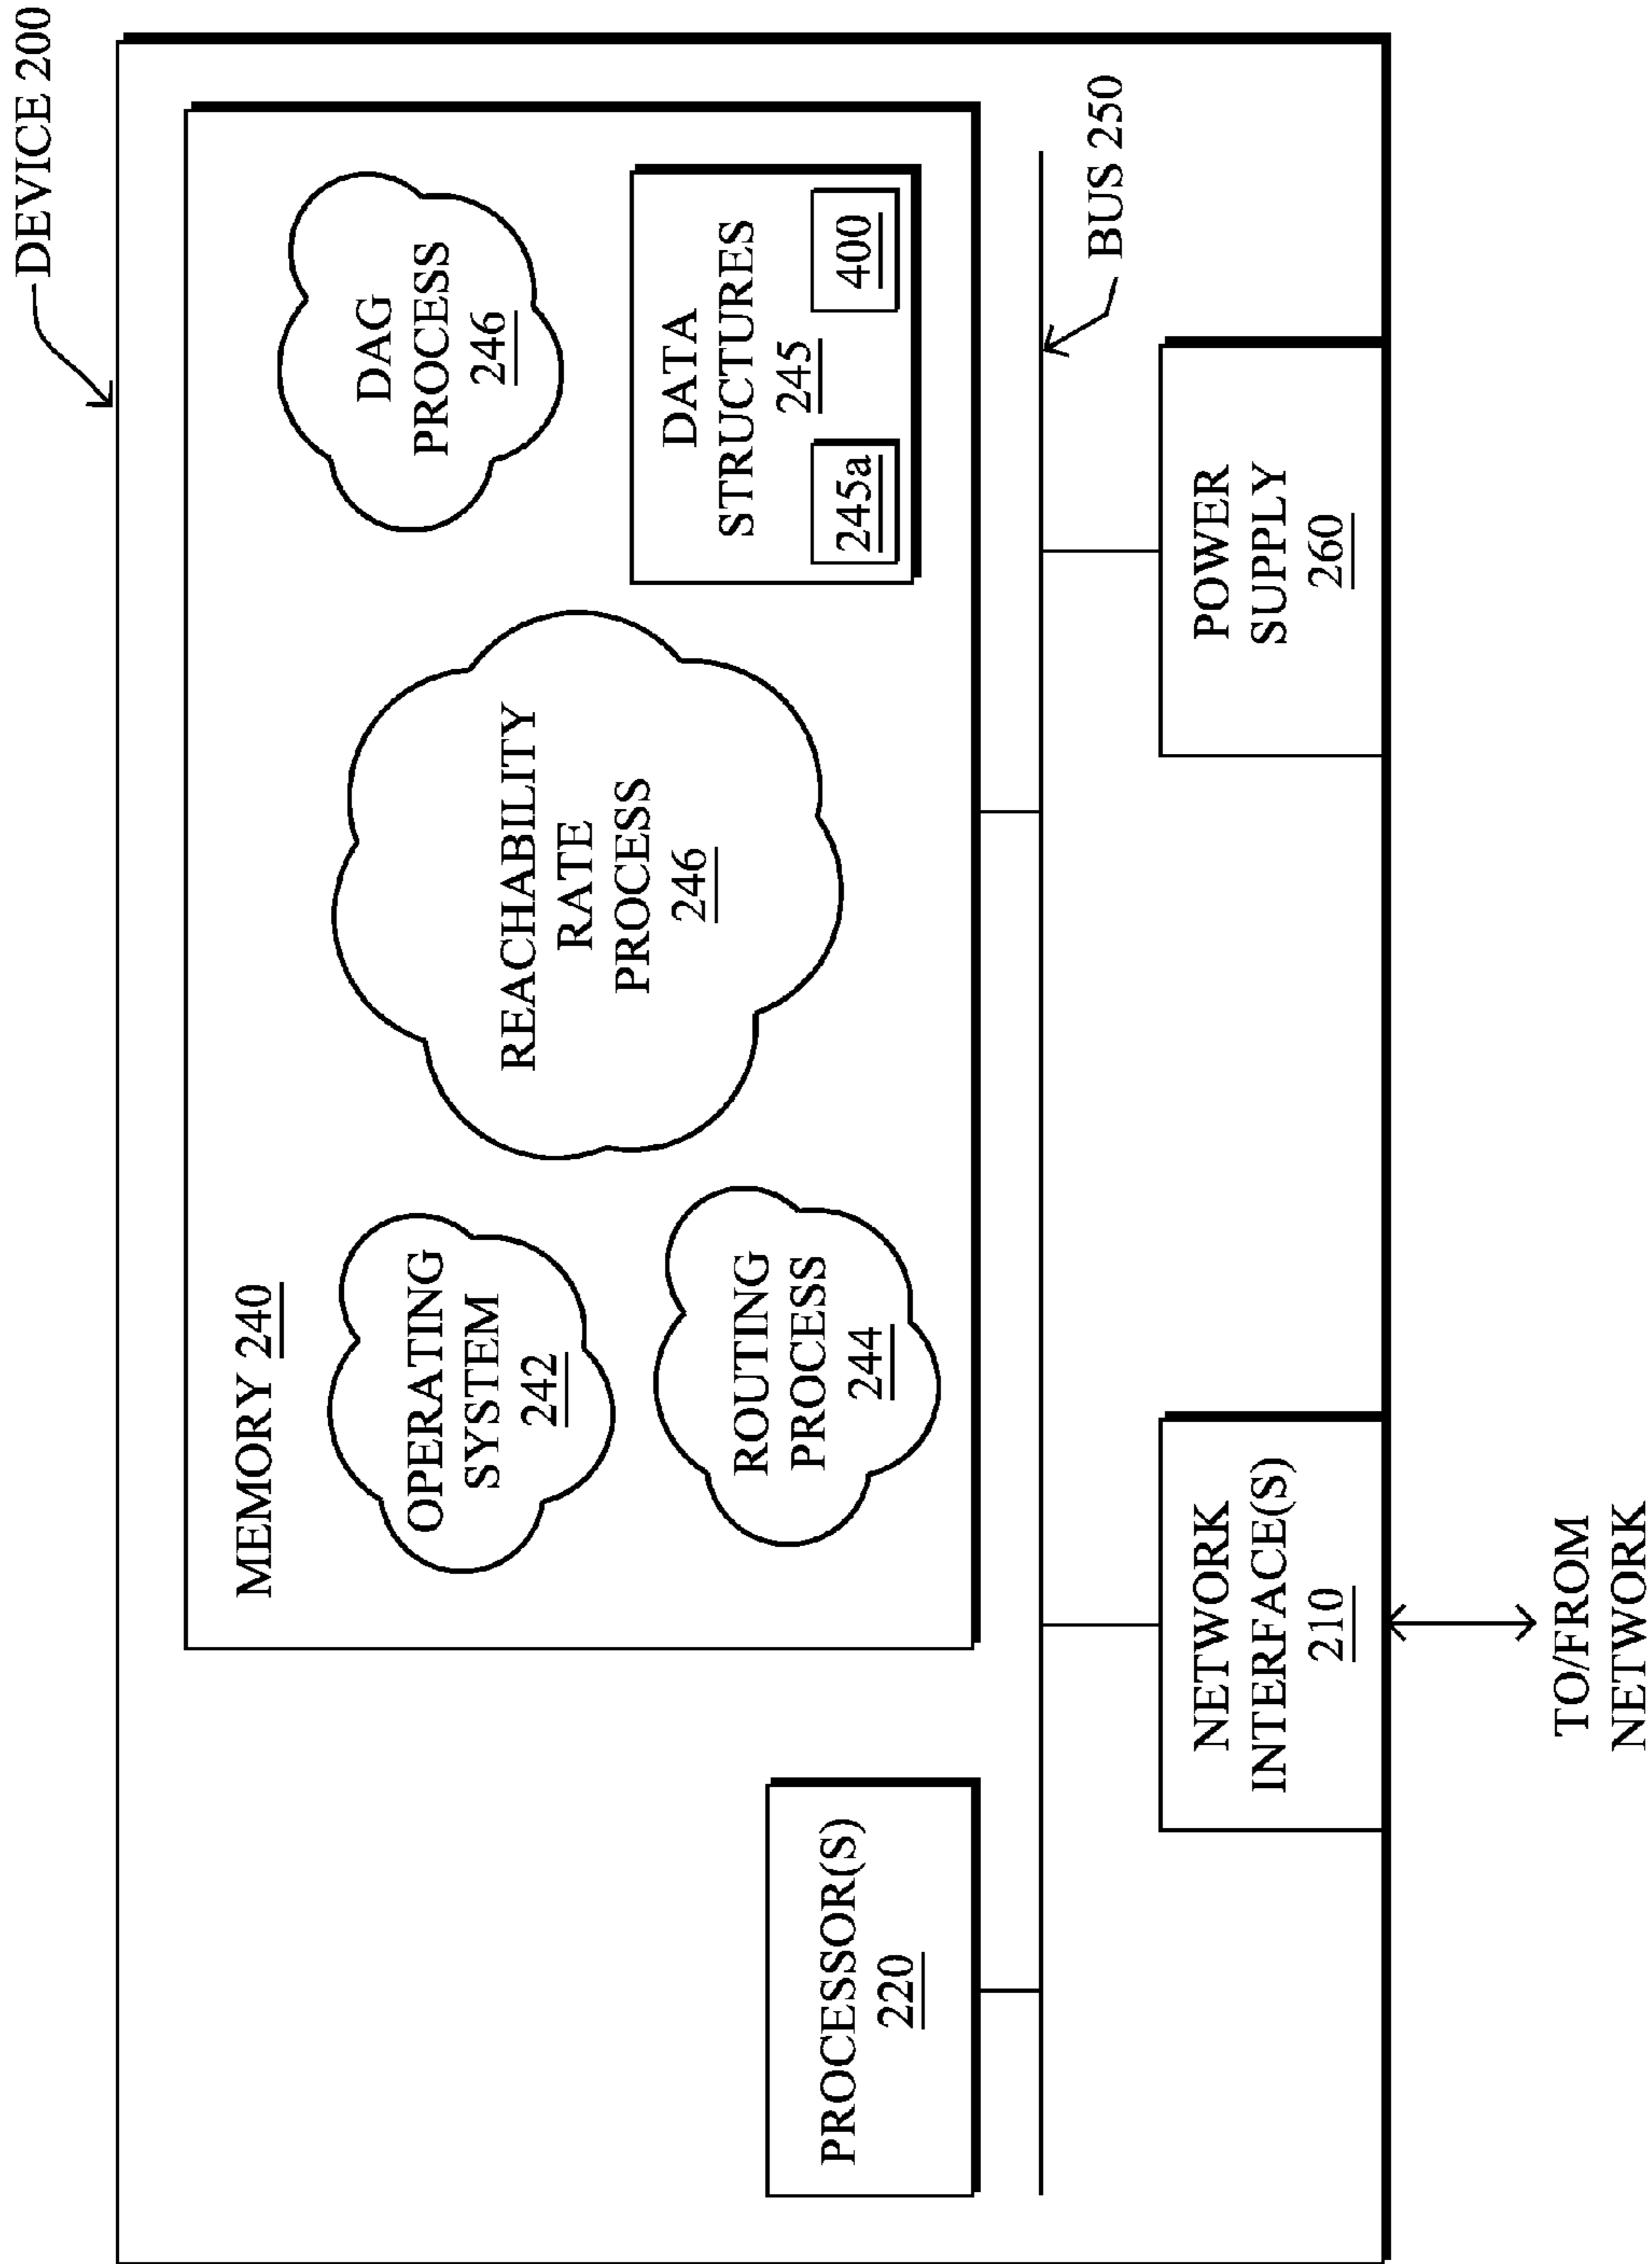 DEVICE 200
MEMORY 240
OPERATING
SYSTEM
242
ROUTING
PROCESS
244
REACHABILITY
RATE
PROCESS
246
DAG
PROCESS
246
DATA
STRUCTURES
245
245a
400
PROCESSOR(S)
220
BUS 250
NETWORK
INTERFACE(S)
210
POWER
SUPPLY
260
TO/FROM
NETWORK